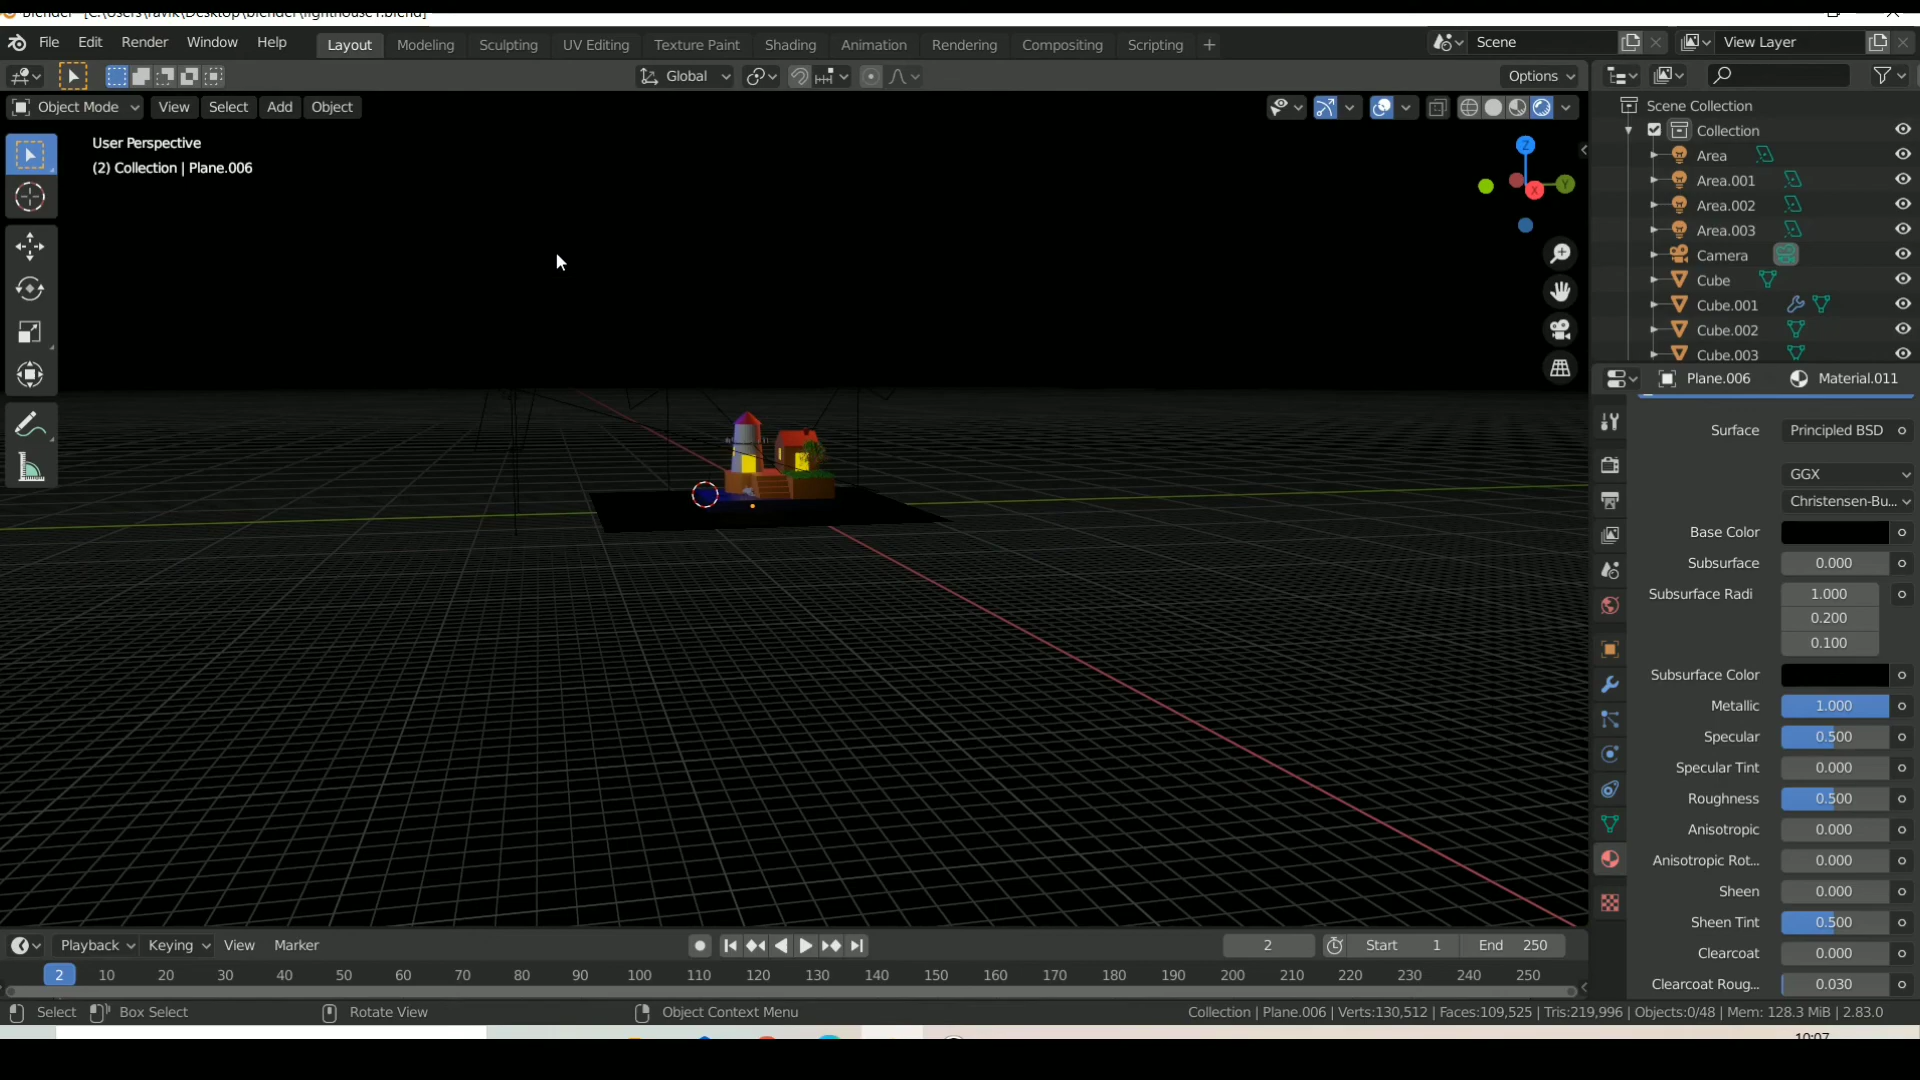 Blender [C:\Users\ravik\Desktop\blender\lighthouse1.blend]
File Edit Render Window Help Layout Modeling Sculpting UV Editing Texture Paint Shading Animation Rendering Compositing Scripting + Scene View Layer
Global Options
Object Mode View Select Add Object
User Perspective
(2) Collection | Plane.006
Z
Y
X
Scene Collection
Collection
Area
Area.001
Area.002
Area.003
Camera
Cube
Cube.001
Cube.002
Cube.003
Plane.006 Material.011
Surface Principled BSD
GGX
Christensen-Bu...
Base Color
Subsurface 0.000
Subsurface Radi 1.000
0.200
0.100
Subsurface Color
Metallic 1.000
Specular 0.500
Specular Tint 0.000
Roughness 0.500
Anisotropic 0.000
Anisotropic Rot... 0.000
Sheen 0.000
Sheen Tint 0.500
Clearcoat 0.000
Clearcoat Roug... 0.030
Playback Keying View Marker 2 Start 1 End 250
2 10 20 30 40 50 60 70 80 90 100 110 120 130 140 150 160 170 180 190 200 210 220 230 240 250
Select Box Select Rotate View Object Context Menu Collection | Plane.006 | Verts:130,512 | Faces:109,525 | Tris:219,996 | Objects:0/48 | Mem: 128.3 MiB | 2.83.0
10:07